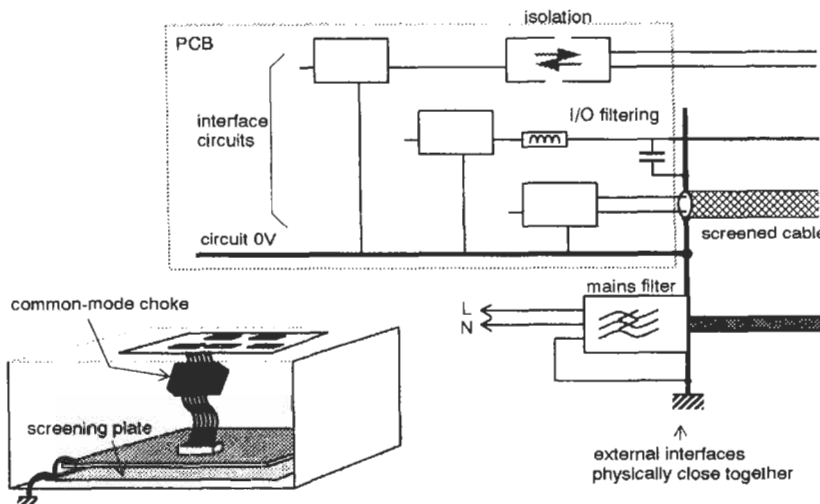 isolation
PCB
I/O filtering
interface
circuits
circuit 0V
screened cable
mains filter
L
N
common-mode choke
screening plate
external interfaces
physically close together